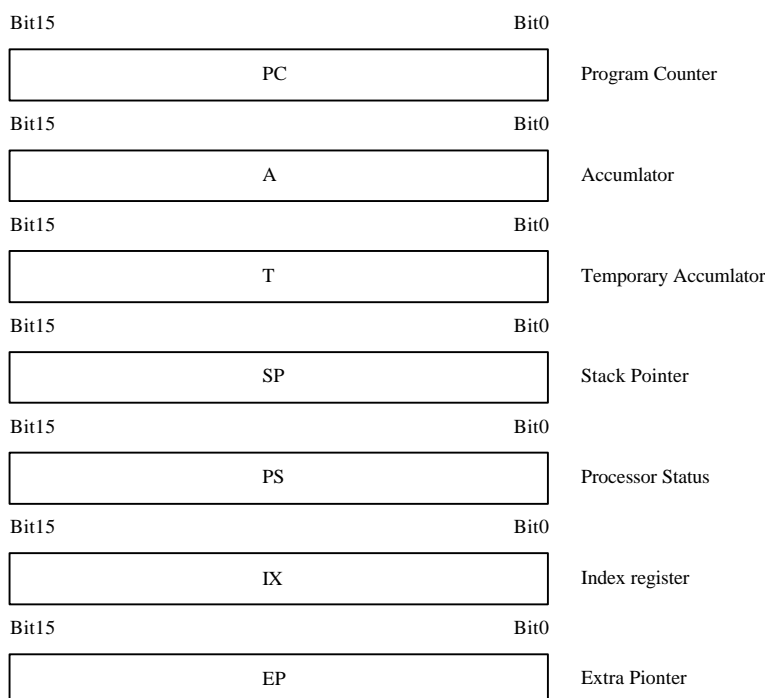 Bit15 Bit0
PC Program Counter
Bit15 Bit0
A Accumlator
Bit15 Bit0
T Temporary Accumlator
Bit15 Bit0
SP Stack Pointer
Bit15 Bit0
PS Processor Status
Bit15 Bit0
IX Index register
Bit15 Bit0
EP Extra Pionter